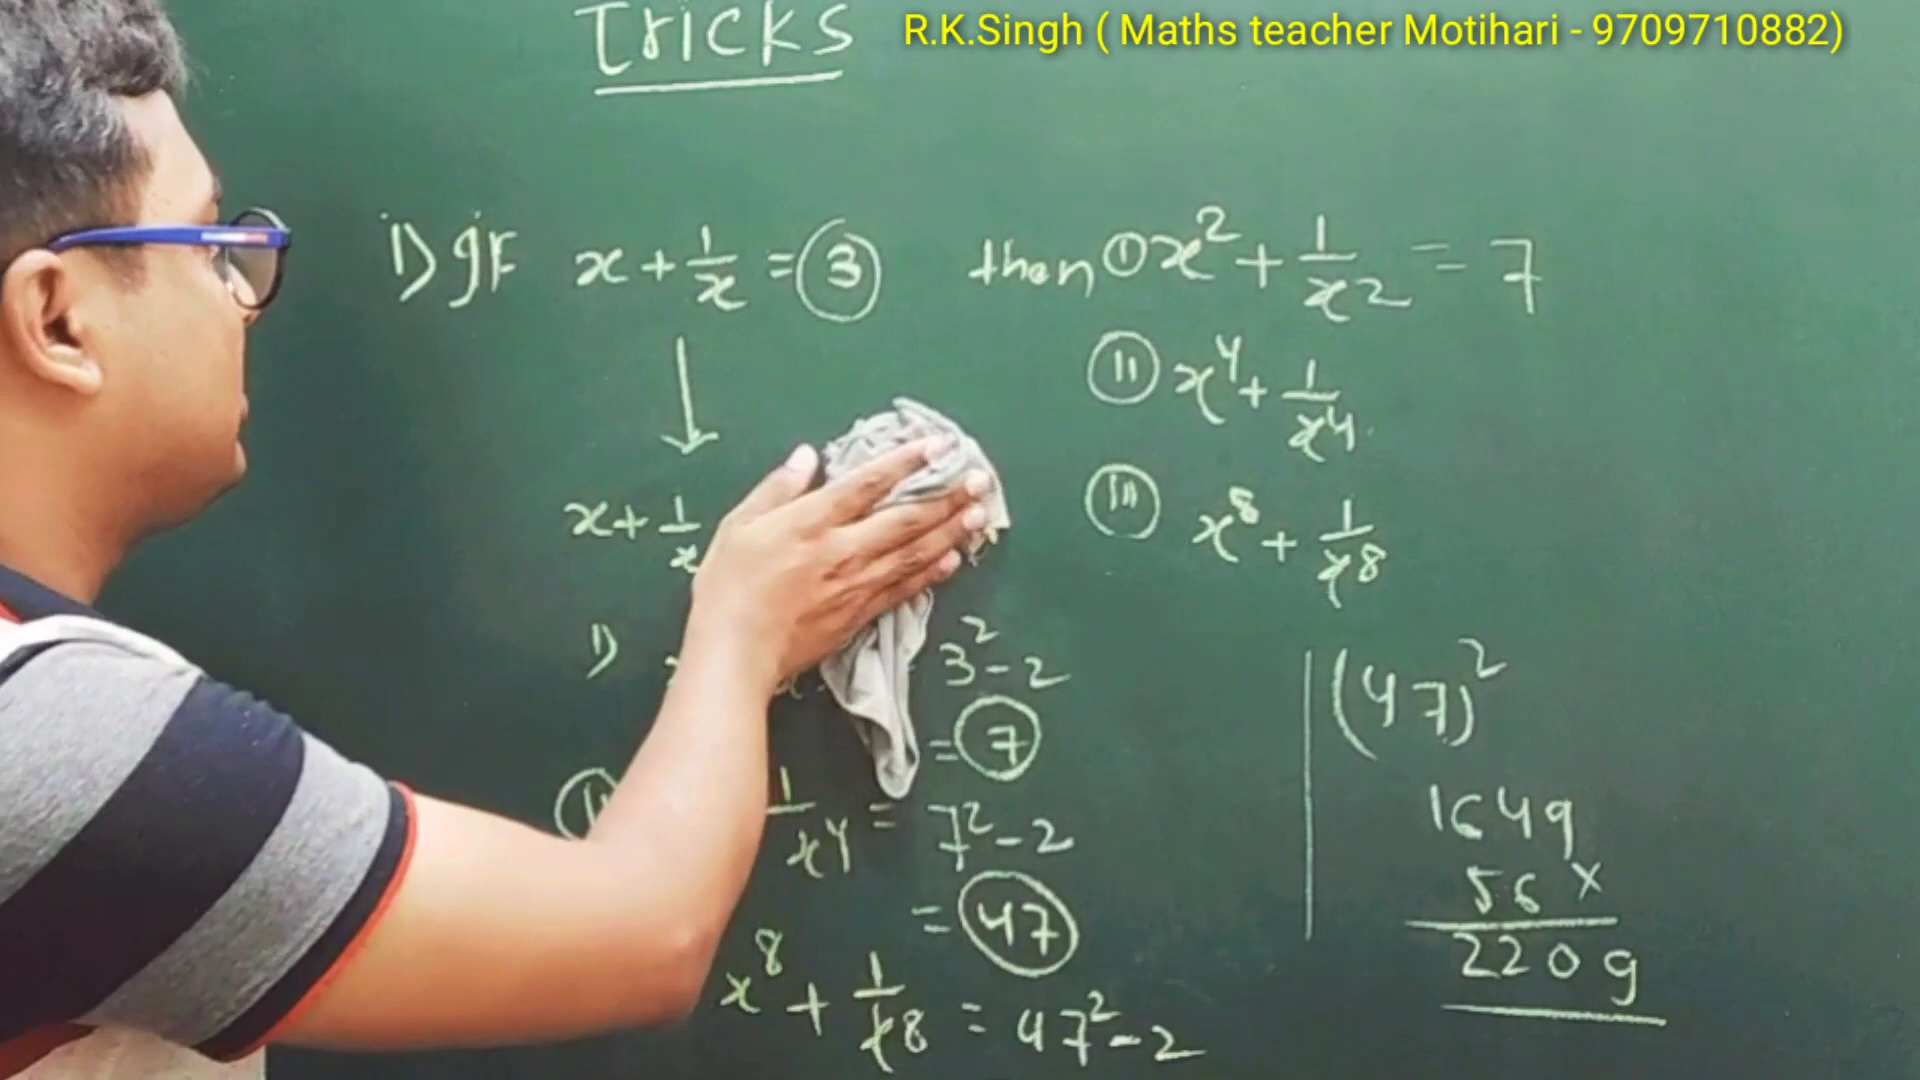 Tricks
R.K.Singh ( Maths teacher Motihari - 9709710882)
1) If x + 1/x = 3 then (i) x² + 1/x² = 7
(ii) x⁴ + 1/x⁴
x + 1/x
(iii) x⁸ + 1/x⁸
1) 3² - 2
= 7
1/x⁴ = 7² - 2
= 47
x⁸ + 1/x⁸ = 47² - 2
(47)²
1649
56 x
2209